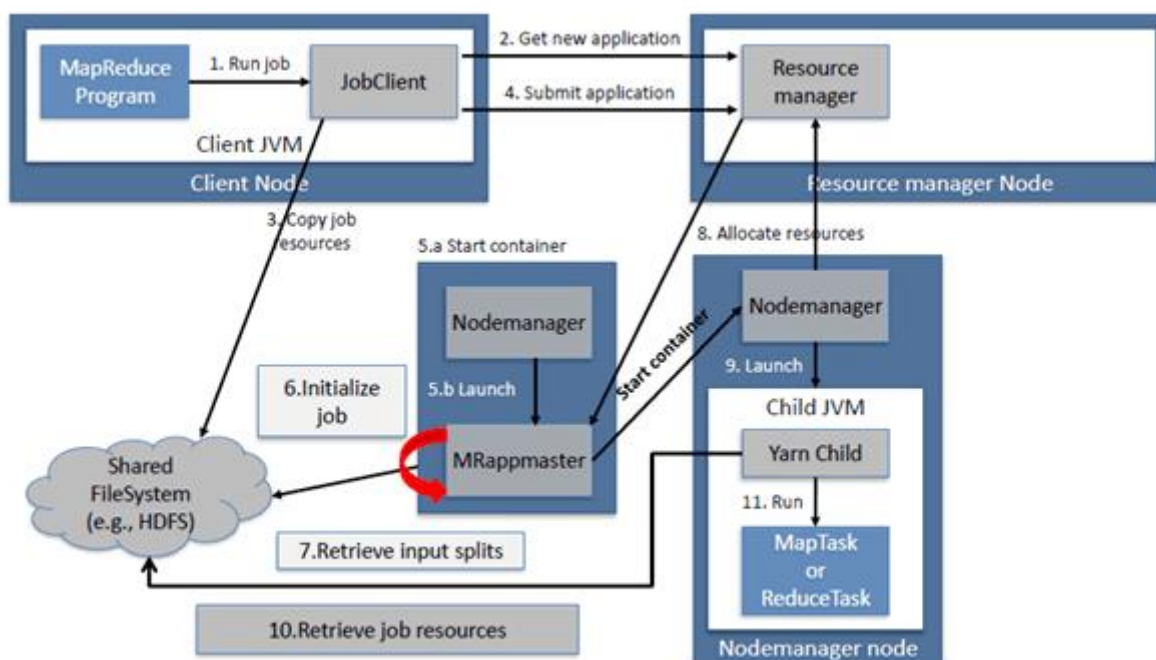 MapReduce
Program
1. Run job
JobClient
Client JVM
Client Node
2. Get new application
4. Submit application
Resource
manager
Resource manager Node
3. Copy job
resources
5.a Start container
8. Allocate resources
Nodemanager
5.b Launch
MRappmaster
Start container
Nodemanager
9. Launch
Child JVM
Yarn Child
11. Run
MapTask
or
ReduceTask
Nodemanager node
6.Initialize
job
Shared
FileSystem
(e.g., HDFS)
7.Retrieve input splits
10.Retrieve job resources